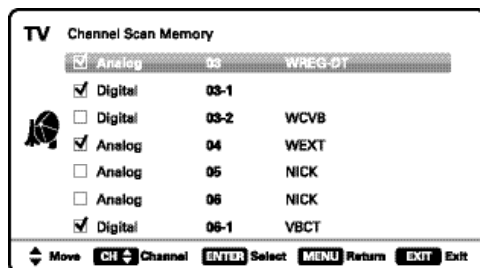 TV Channel Scan Memory
Analog 03 WREG-DT
Digital 03-1
Digital 03-2 WCVB
Analog 04 WEXT
Analog 05 NICK
Analog 06 NICK
Digital 06-1 VBCT
Move CH Channel ENTER Select MENU Return EXIT Exit